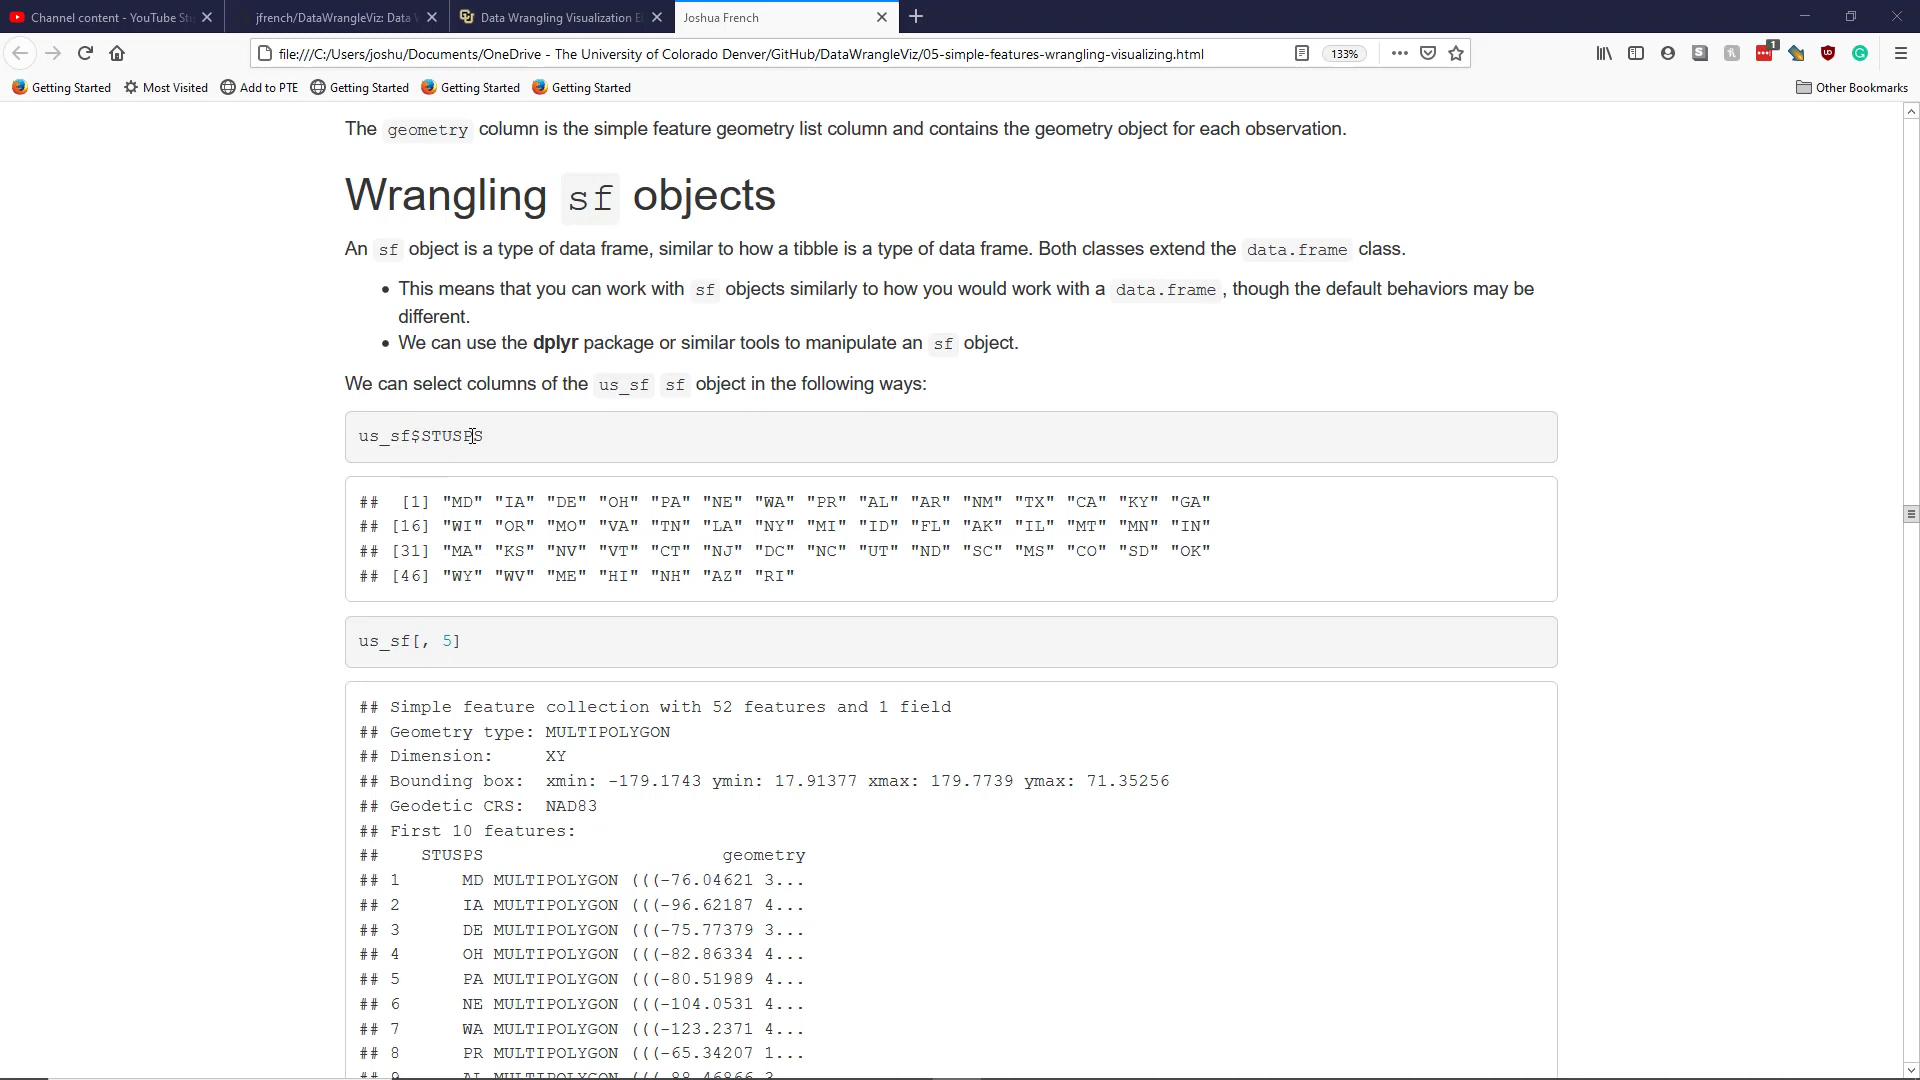 Channel content - YouTube St
jfrench/DataWrangleViz: Data
Data Wrangling Visualization E
Joshua French
file:///C:/Users/joshu/Documents/OneDrive - The University of Colorado Denver/GitHub/DataWrangleViz/05-simple-features-wrangling-visualizing.html
133%
1
Getting Started
Most Visited
Add to PTE
Getting Started
Getting Started
Getting Started
Other Bookmarks
The geometry column is the simple feature geometry list column and contains the geometry object for each observation.
Wrangling sf objects
An sf object is a type of data frame, similar to how a tibble is a type of data frame. Both classes extend the data.frame class.
• This means that you can work with sf objects similarly to how you would work with a data.frame, though the default behaviors may be
different.
• We can use the dplyr package or similar tools to manipulate an sf object.
We can select columns of the us_sf sf object in the following ways:
us_sf$STUSPS
## [1] "MD" "IA" "DE" "OH" "PA" "NE" "WA" "PR" "AL" "AR" "NM" "TX" "CA" "KY" "GA"
## [16] "WI" "OR" "MO" "VA" "TN" "LA" "NY" "MI" "ID" "FL" "AK" "IL" "MT" "MN" "IN"
## [31] "MA" "KS" "NV" "VT" "CT" "NJ" "DC" "NC" "UT" "ND" "SC" "MS" "CO" "SD" "OK"
## [46] "WY" "WV" "ME" "HI" "NH" "AZ" "RI"
us_sf[, 5]
## Simple feature collection with 52 features and 1 field
## Geometry type: MULTIPOLYGON
## Dimension: XY
## Bounding box: xmin: -179.1743 ymin: 17.91377 xmax: 179.7739 ymax: 71.35256
## Geodetic CRS: NAD83
## First 10 features:
## STUSPS geometry
## 1 MD MULTIPOLYGON (((-76.04621 3...
## 2 IA MULTIPOLYGON (((-96.62187 4...
## 3 DE MULTIPOLYGON (((-75.77379 3...
## 4 OH MULTIPOLYGON (((-82.86334 4...
## 5 PA MULTIPOLYGON (((-80.51989 4...
## 6 NE MULTIPOLYGON (((-104.0531 4...
## 7 WA MULTIPOLYGON (((-123.2371 4...
## 8 PR MULTIPOLYGON (((-65.34207 1...
## 9 AL MULTIPOLYGON (((-88.46866 3...